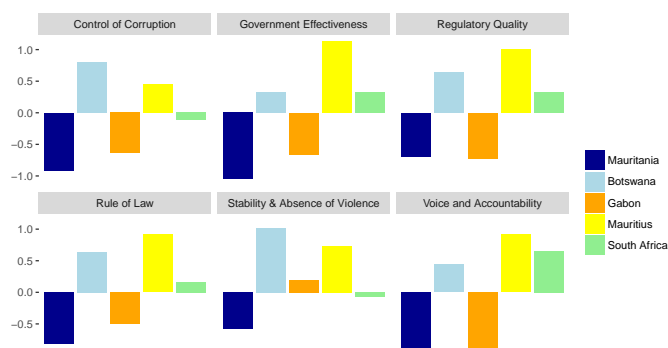 Control of Corruption
Government Effectiveness
Regulatory Quality
1.0
0.5
0.0
−0.5
−1.0
Rule of Law
Stability & Absence of Violence
Voice and Accountability
1.0
0.5
0.0
−0.5
Mauritania
Botswana
Gabon
Mauritius
South Africa